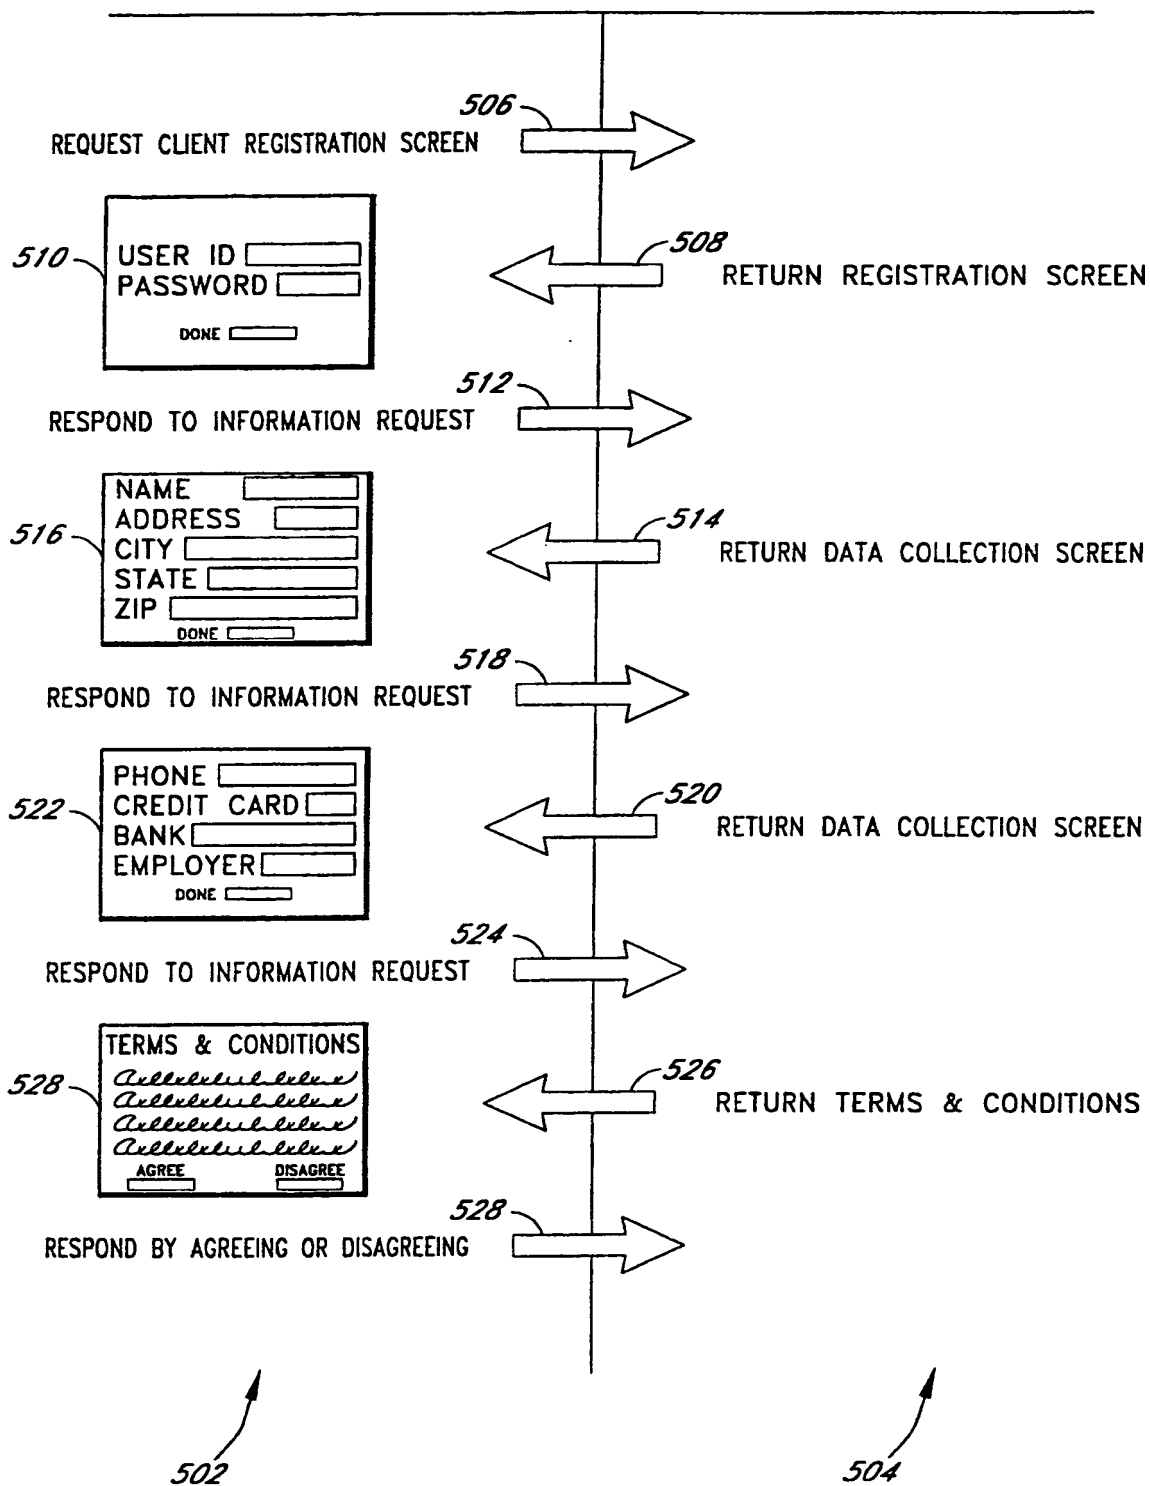 506
REQUEST CLIENT REGISTRATION SCREEN
510
USER ID
PASSWORD
DONE
508
RETURN REGISTRATION SCREEN
512
RESPOND TO INFORMATION REQUEST
516
NAME
ADDRESS
CITY
STATE
ZIP
DONE
514
RETURN DATA COLLECTION SCREEN
518
RESPOND TO INFORMATION REQUEST
522
PHONE
CREDIT CARD
BANK
EMPLOYER
DONE
520
RETURN DATA COLLECTION SCREEN
524
RESPOND TO INFORMATION REQUEST
528
TERMS & CONDITIONS
AGREE DISAGREE
526
RETURN TERMS & CONDITIONS
528
RESPOND BY AGREEING OR DISAGREEING
502
504